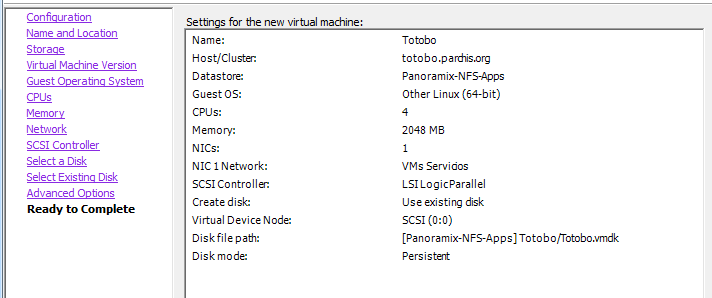 Configuration
Name and Location
Storage
Virtual Machine Version
Guest Operating System
CPUs
Memory
Network
SCSI Controller
Select a Disk
Select Existing Disk
Advanced Options
Ready to Complete
Settings for the new virtual machine:
Name: Totobo
Host/Cluster: totobo.parchis.org
Datastore: Panoramix-NFS-Apps
Guest OS: Other Linux (64-bit)
CPUs: 4
Memory: 2048 MB
NICs: 1
NIC 1 Network: VMs Servicios
SCSI Controller: LSI Logic Parallel
Create disk: Use existing disk
Virtual Device Node: SCSI (0:0)
Disk file path: [Panoramix-NFS-Apps] Totobo/Totobo.vmdk
Disk mode: Persistent